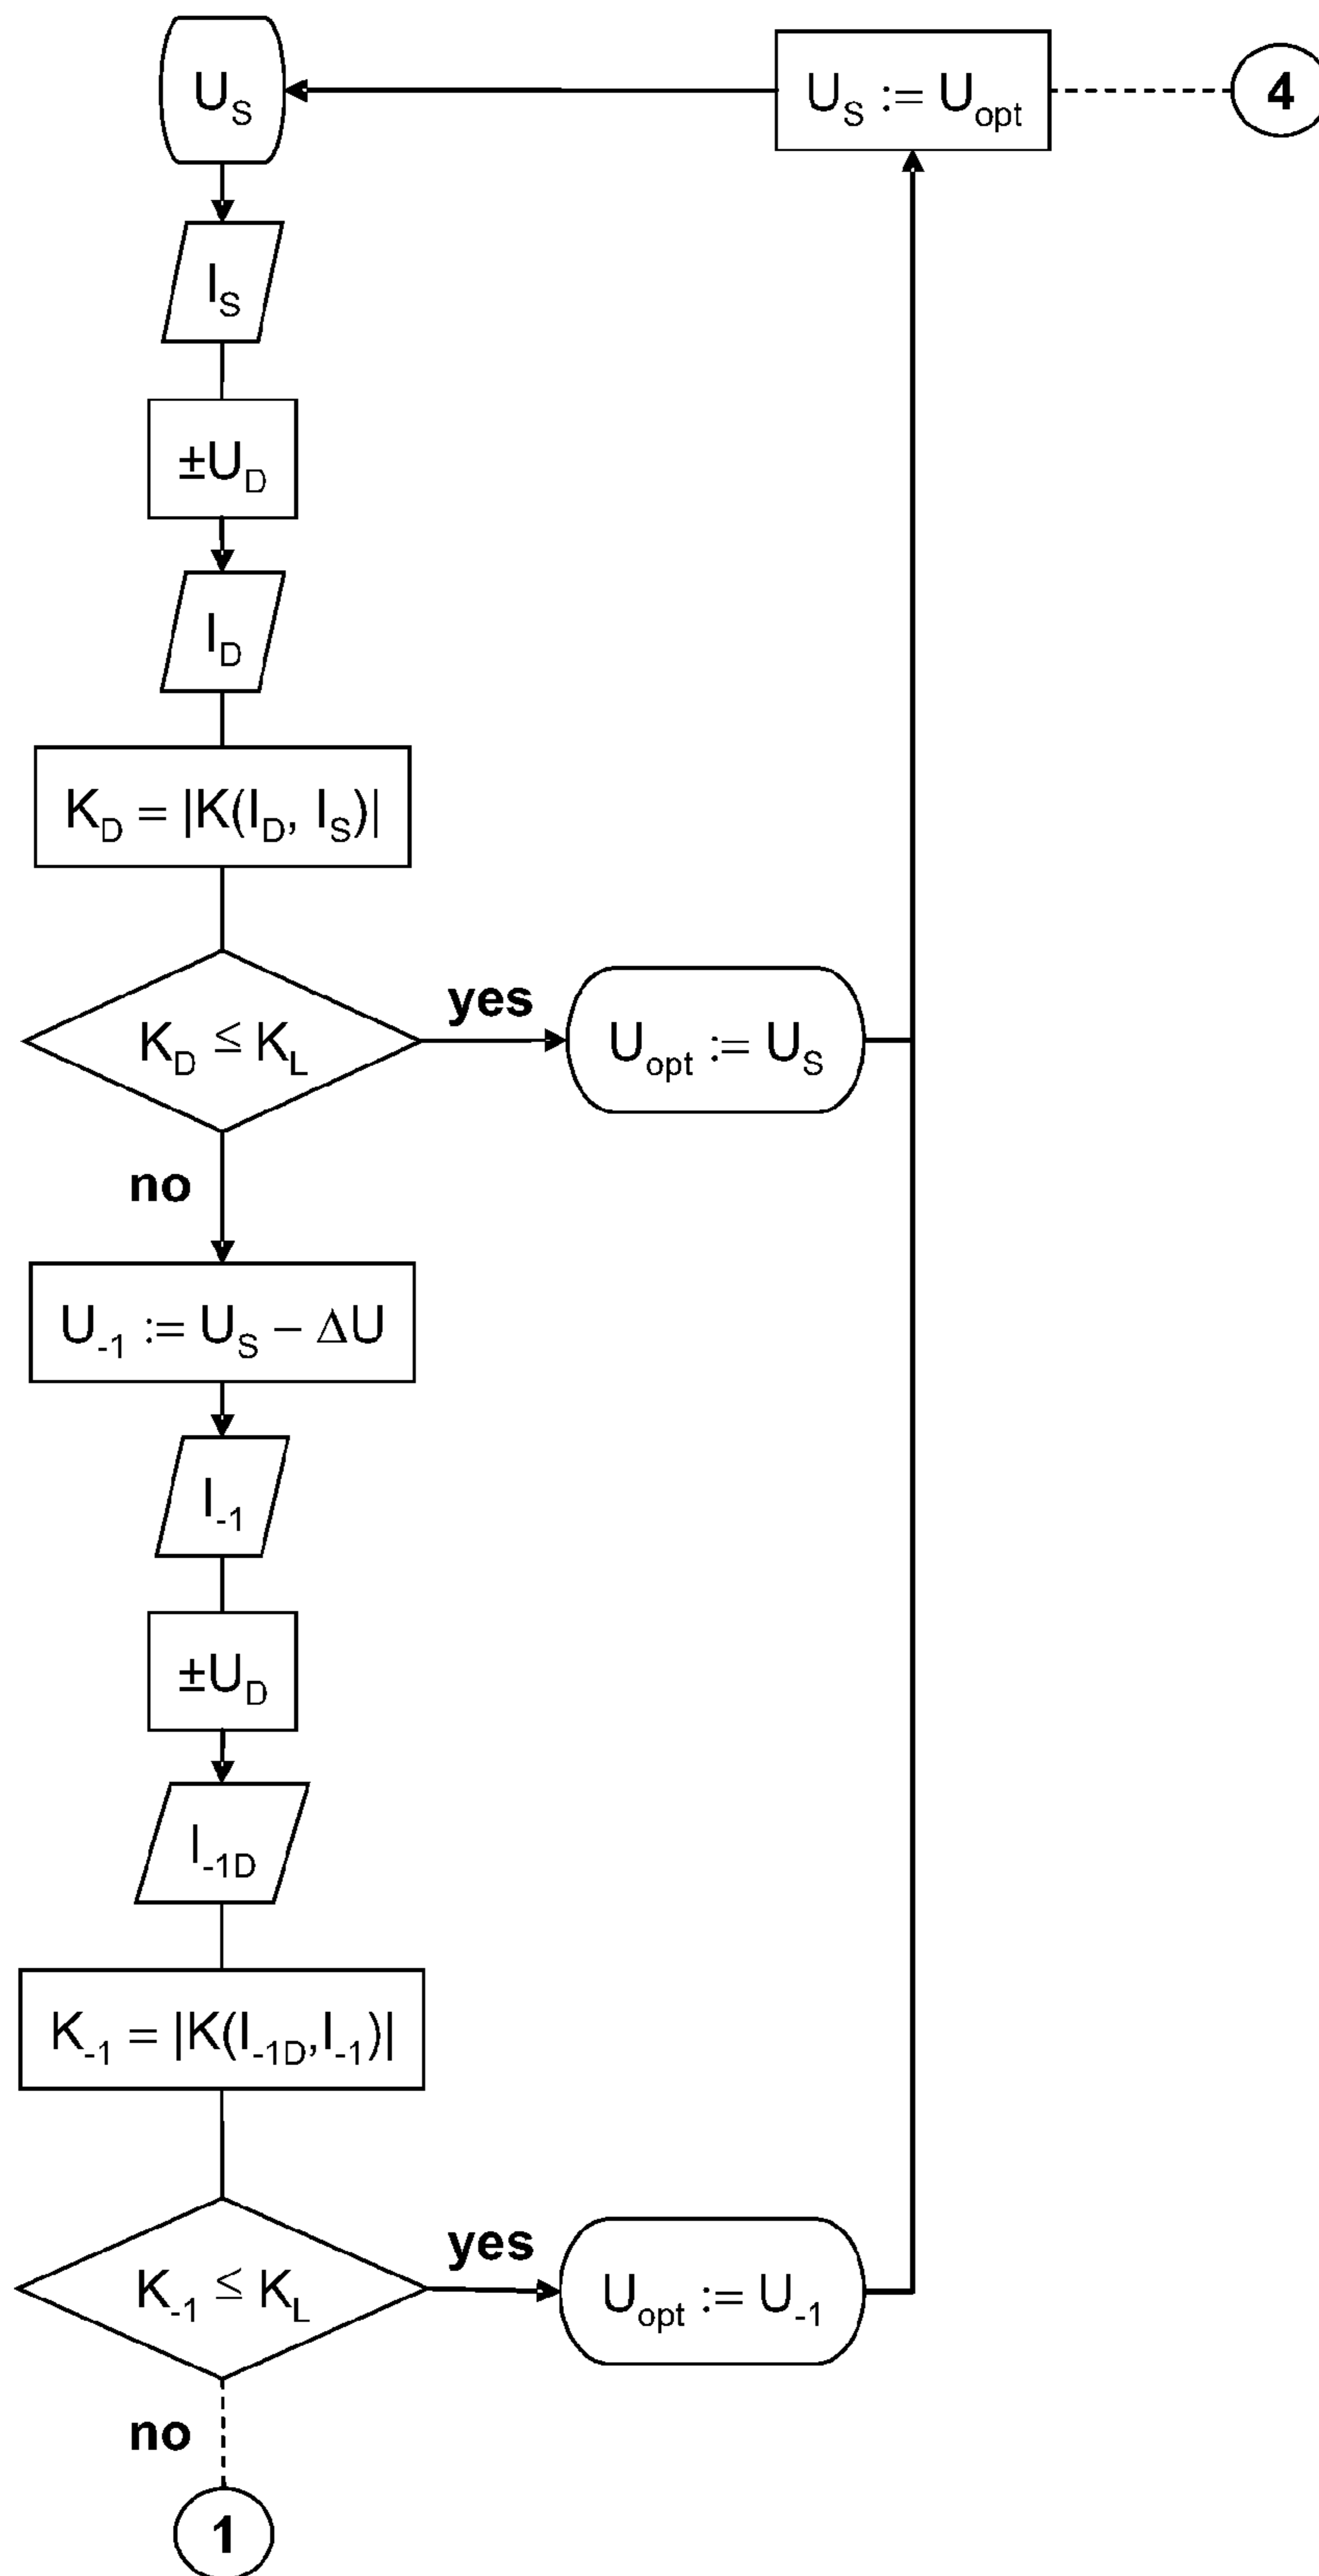 U_S
U_S := U_opt
4
I_S
±U_D
I_D
K_D = |K(I_D, I_S)|
K_D ≤ K_L
yes
U_opt := U_S
no
U_-1 := U_S – ΔU
I_-1
±U_D
I_-1D
K_-1 = |K(I_-1D,I_-1)|
K_-1 ≤ K_L
yes
U_opt := U_-1
no
1